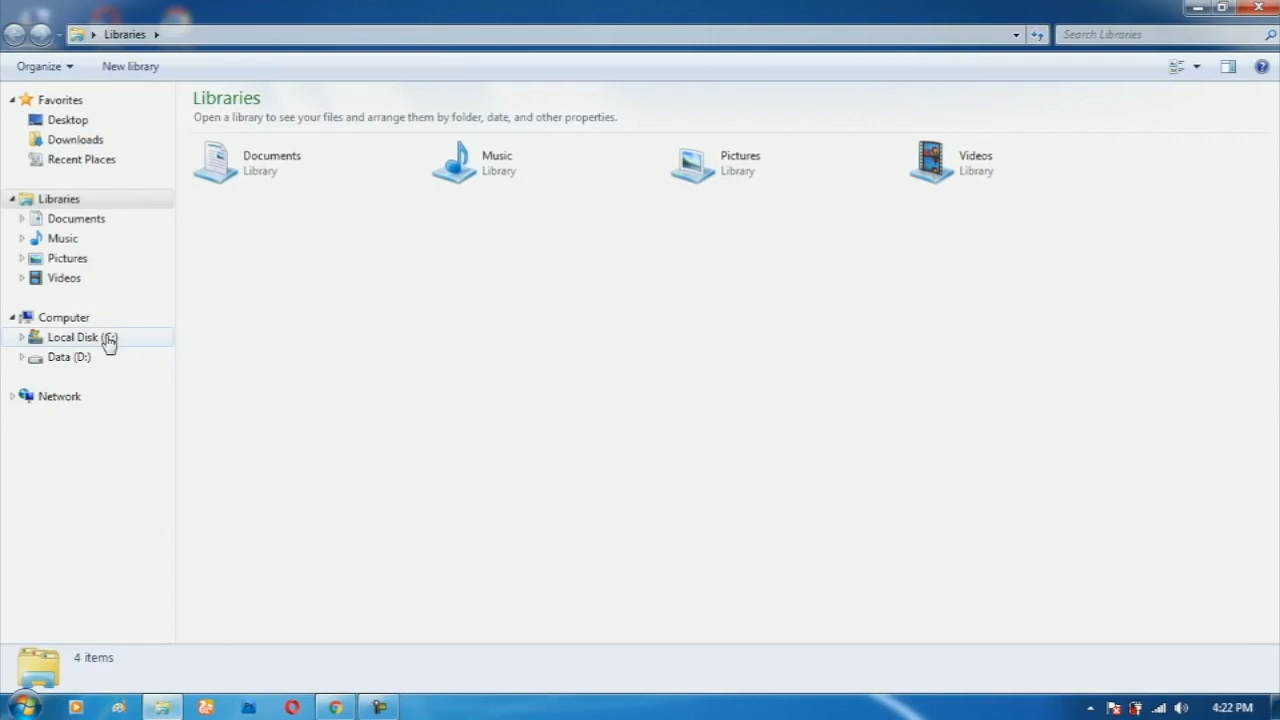 Libraries
Search Libraries
Organize
New library
Favorites
Desktop
Downloads
Recent Places
Libraries
Documents
Music
Pictures
Videos
Computer
Local Disk
Data (D:)
Network
Libraries
Open a library to see your files and arrange them by folder, date, and other properties.
Documents
Library
Music
Library
Pictures
Library
Videos
Library
4 items
4:22 PM